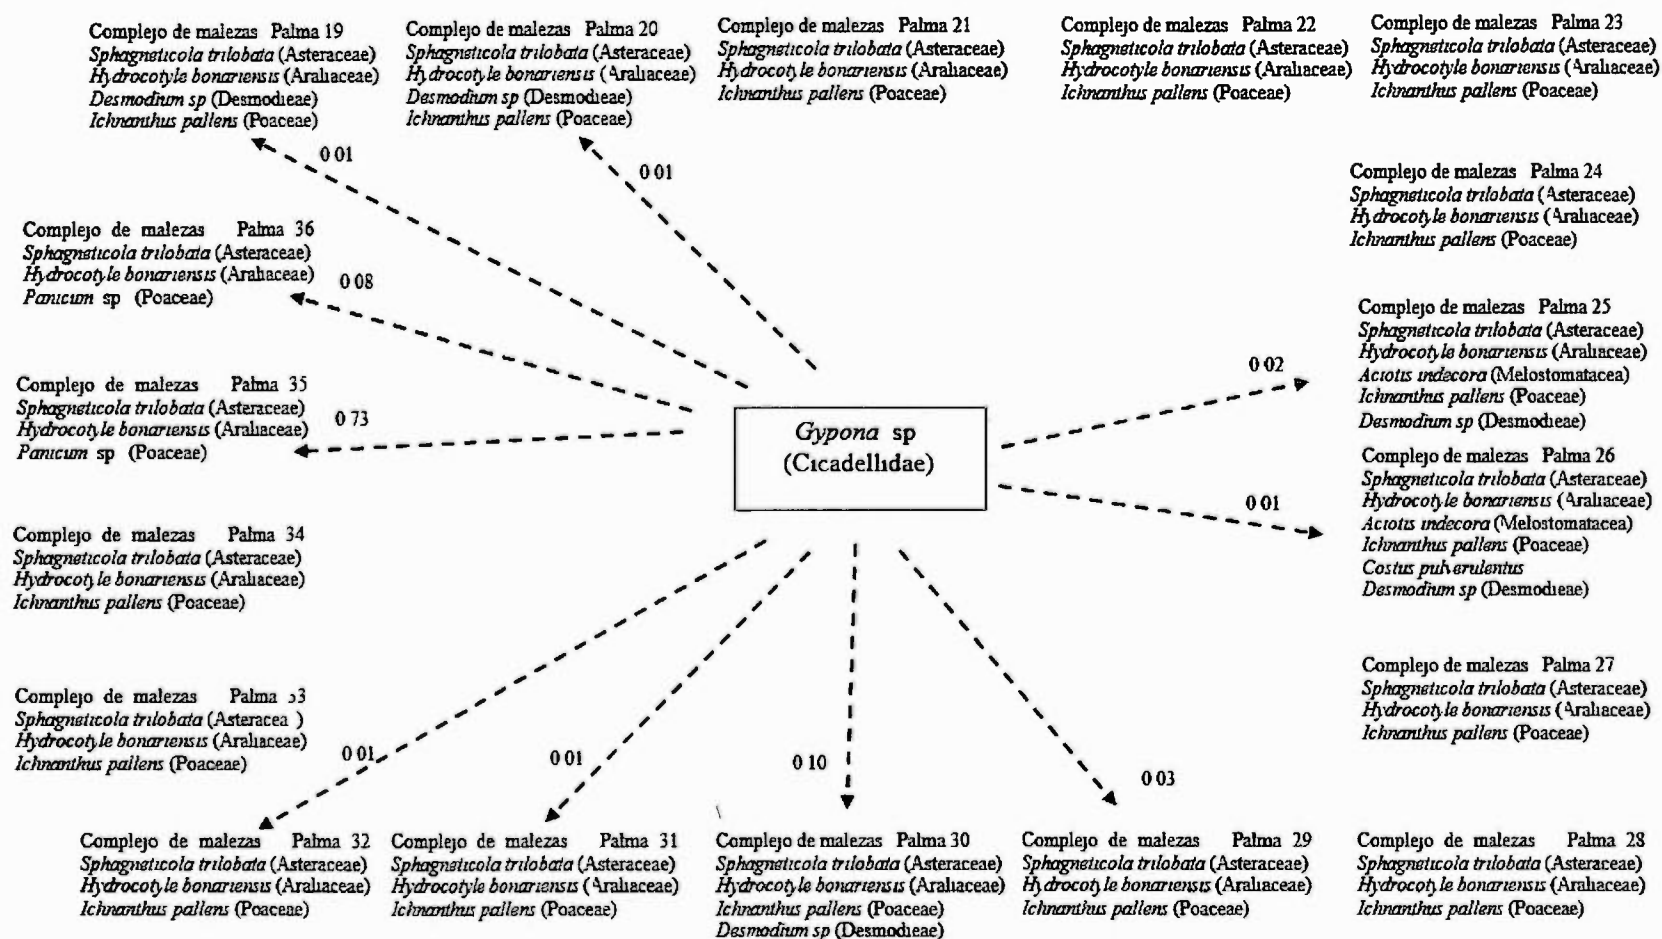 Complejo de malezas Palma 19
Sphagneticola trilobata (Asteraceae)
Hydrocotyle bonariensis (Araliaceae)
Desmodium sp (Desmodieae)
Ichnanthus pallens (Poaceae)
Complejo de malezas Palma 20
Sphagneticola trilobata (Asteraceae)
Hydrocotyle bonariensis (Araliaceae)
Desmodium sp (Desmodieae)
Ichnanthus pallens (Poaceae)
Complejo de malezas Palma 21
Sphagneticola trilobata (Asteraceae)
Hydrocotyle bonariensis (Araliaceae)
Ichnanthus pallens (Poaceae)
Complejo de malezas Palma 22
Sphagneticola trilobata (Asteraceae)
Hydrocotyle bonariensis (Araliaceae)
Ichnanthus pallens (Poaceae)
Complejo de malezas Palma 23
Sphagneticola trilobata (Asteraceae)
Hydrocotyle bonariensis (Araliaceae)
Ichnanthus pallens (Poaceae)
0 01
0 01
Complejo de malezas Palma 24
Sphagneticola trilobata (Asteraceae)
Hydrocotyle bonariensis (Araliaceae)
Ichnanthus pallens (Poaceae)
Complejo de malezas Palma 36
Sphagneticola trilobata (Asteraceae)
Hydrocotyle bonariensis (Araliaceae)
Panicum sp (Poaceae)
0 08
Complejo de malezas Palma 25
Sphagneticola trilobata (Asteraceae)
Hydrocotyle bonariensis (Araliaceae)
Aciotis indecora (Melostomatacea)
Ichnanthus pallens (Poaceae)
Desmodium sp (Desmodieae)
0 02
Complejo de malezas Palma 35
Sphagneticola trilobata (Asteraceae)
Hydrocotyle bonariensis (Araliaceae)
Panicum sp (Poaceae)
0 73
Gypona sp
(Cicadellidae)
Complejo de malezas Palma 26
Sphagneticola trilobata (Asteraceae)
Hydrocotyle bonariensis (Araliaceae)
Aciotis indecora (Melostomatacea)
Ichnanthus pallens (Poaceae)
Costus pulverulentus
Desmodium sp (Desmodieae)
0 01
Complejo de malezas Palma 34
Sphagneticola trilobata (Asteraceae)
Hydrocotyle bonariensis (Araliaceae)
Ichnanthus pallens (Poaceae)
Complejo de malezas Palma 27
Sphagneticola trilobata (Asteraceae)
Hydrocotyle bonariensis (Araliaceae)
Ichnanthus pallens (Poaceae)
Complejo de malezas Palma 33
Sphagneticola trilobata (Asteracea )
Hydrocotyle bonariensis (Araliaceae)
Ichnanthus pallens (Poaceae)
0 01
0 01
0 10
0 03
Complejo de malezas Palma 32
Sphagneticola trilobata (Asteraceae)
Hydrocotyle bonariensis (Araliaceae)
Ichnanthus pallens (Poaceae)
Complejo de malezas Palma 31
Sphagneticola trilobata (Asteraceae)
Hydrocotyle bonariensis (Araliaceae)
Ichnanthus pallens (Poaceae)
Complejo de malezas Palma 30
Sphagneticola trilobata (Asteraceae)
Hydrocotyle bonariensis (Araliaceae)
Ichnanthus pallens (Poaceae)
Desmodium sp (Desmodieae)
Complejo de malezas Palma 29
Sphagneticola trilobata (Asteraceae)
Hydrocotyle bonariensis (Araliaceae)
Ichnanthus pallens (Poaceae)
Complejo de malezas Palma 28
Sphagneticola trilobata (Asteraceae)
Hydrocotyle bonariensis (Araliaceae)
Ichnanthus pallens (Poaceae)